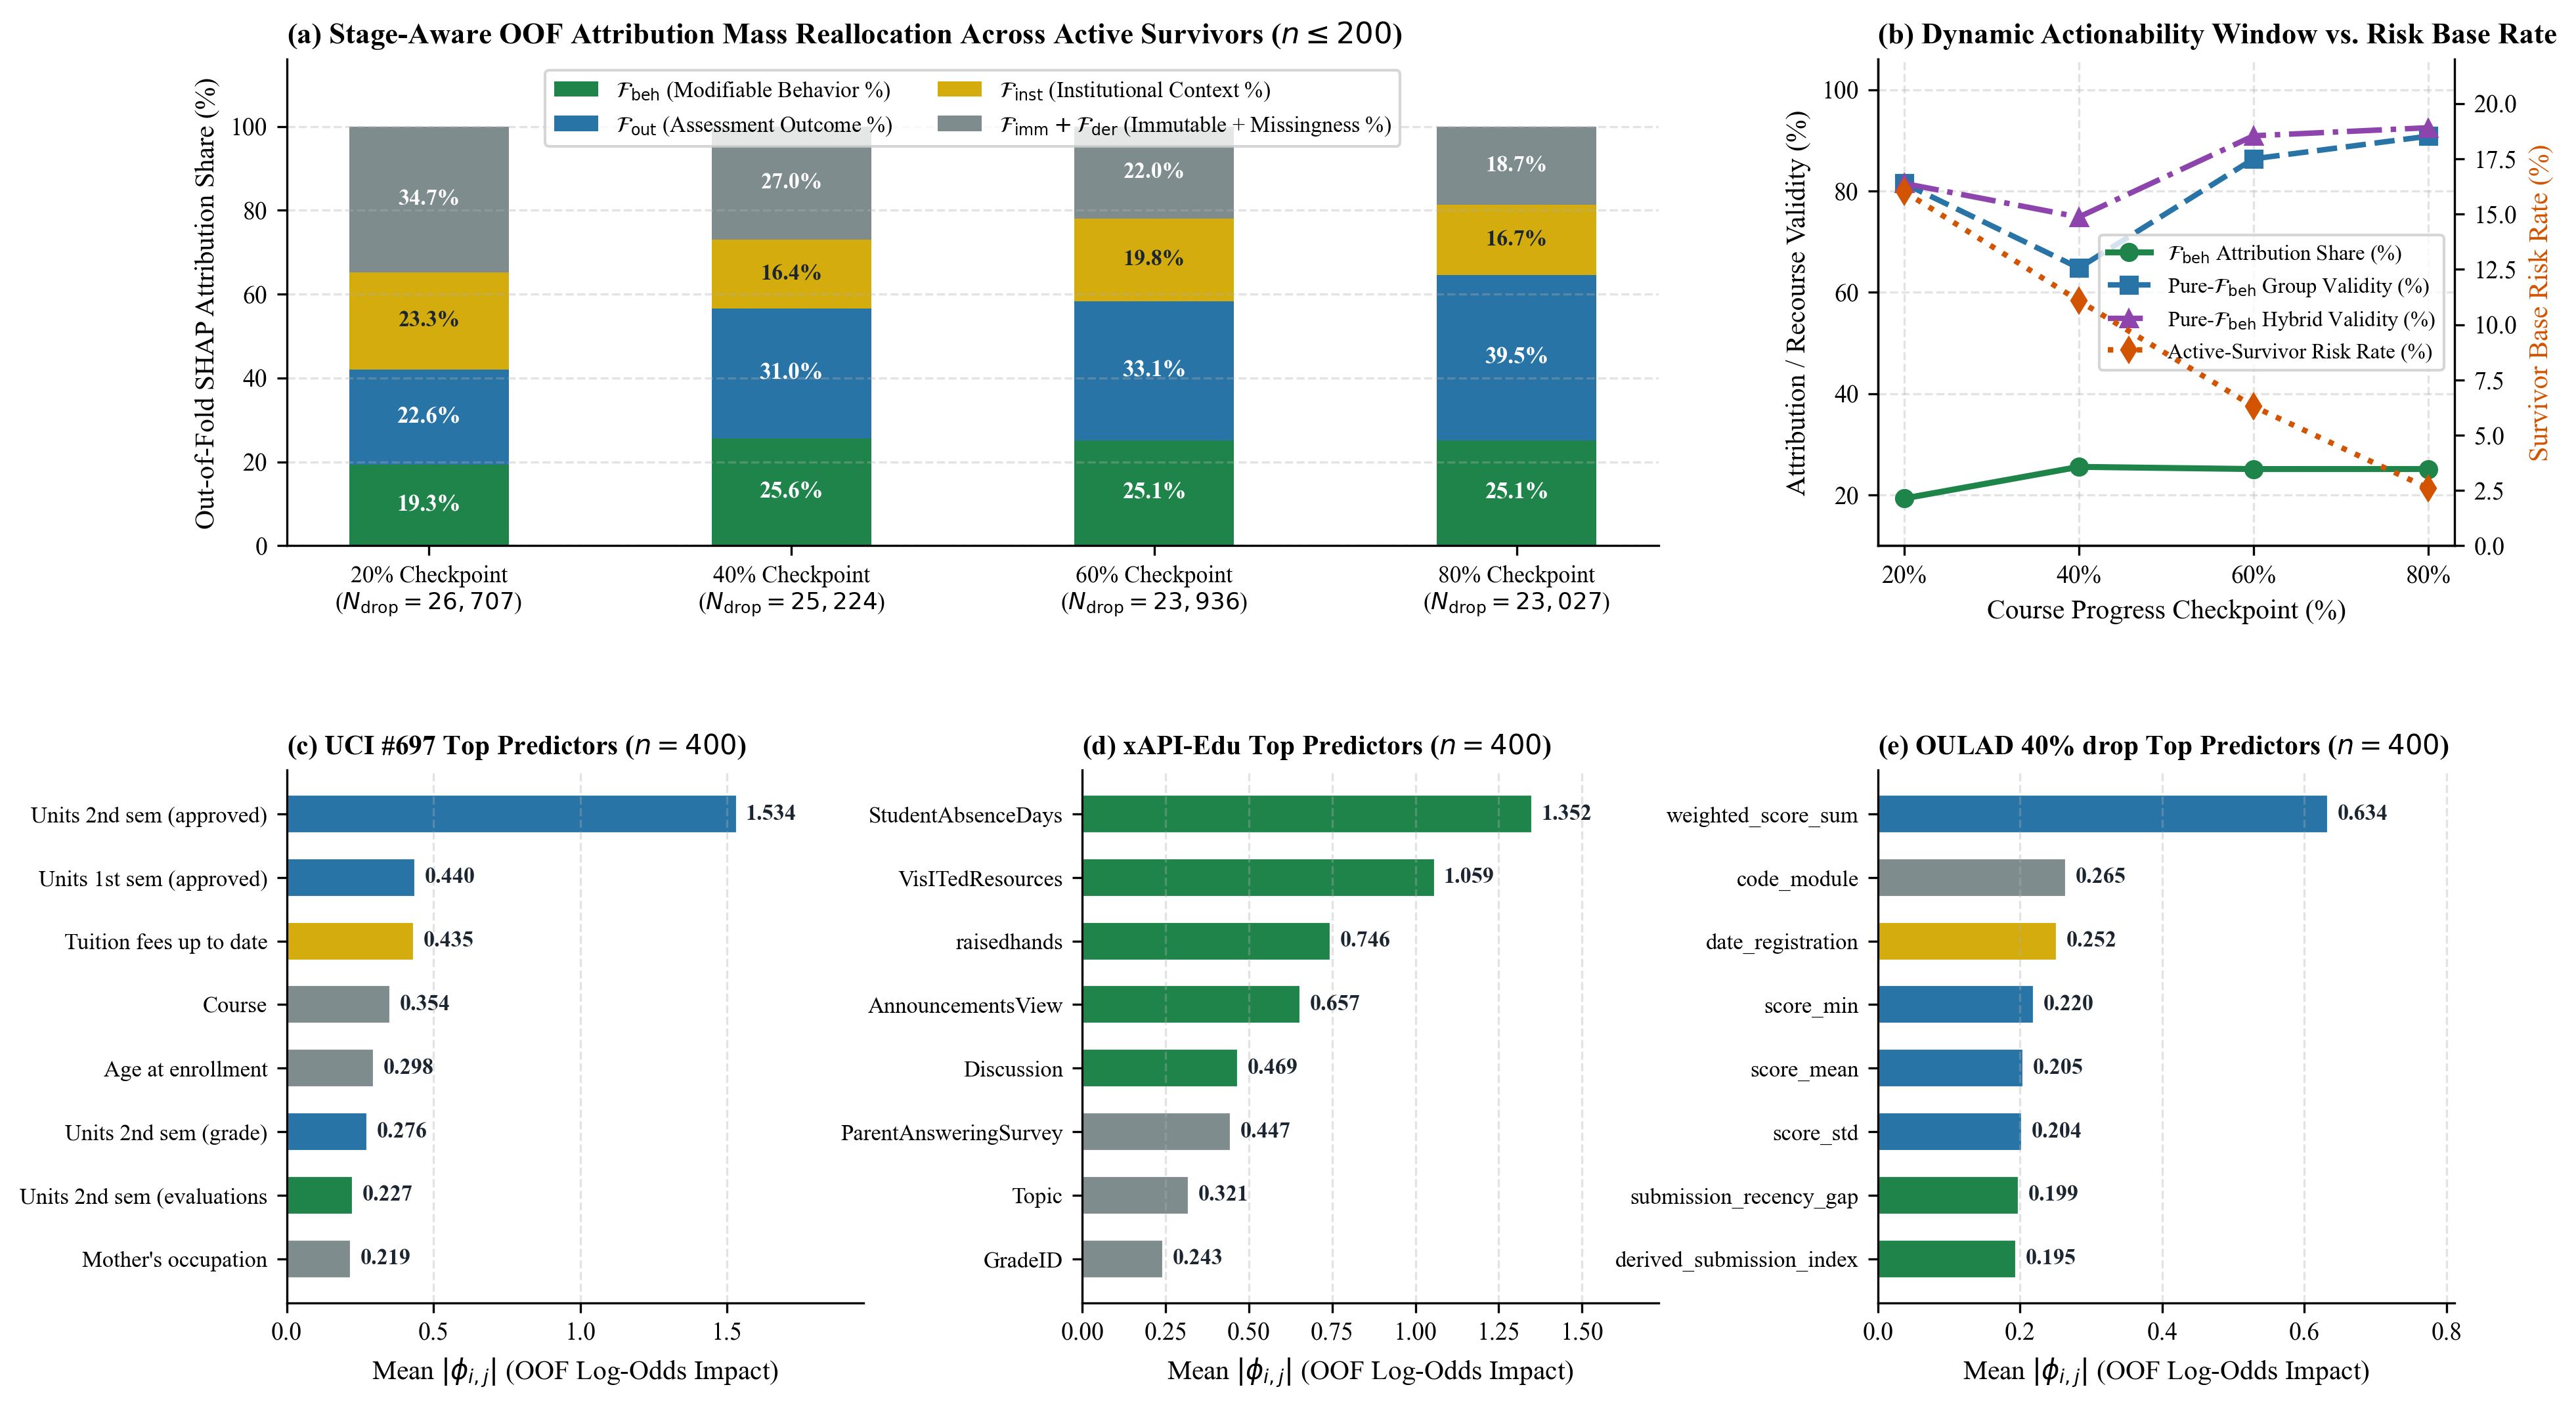 (a) Stage-Aware OOF Attribution Mass Reallocation Across Active Survivors (n ≤ 200)
Out-of-Fold SHAP Attribution Share (%)
100
80
60
40
20
0
F_beh (Modifiable Behavior %)
F_out (Assessment Outcome %)
F_inst (Institutional Context %)
F_imm + F_der (Immutable + Missingness %)
34.7%
23.3%
22.6%
19.3%
27.0%
16.4%
31.0%
25.6%
22.0%
19.8%
33.1%
25.1%
18.7%
16.7%
39.5%
25.1%
20% Checkpoint
(N_drop = 26,707)
40% Checkpoint
(N_drop = 25,224)
60% Checkpoint
(N_drop = 23,936)
80% Checkpoint
(N_drop = 23,027)
(b) Dynamic Actionability Window vs. Risk Base Rate
Attribution / Recourse Validity (%)
100
80
60
40
20
F_beh Attribution Share (%)
Pure-F_beh Group Validity (%)
Pure-F_beh Hybrid Validity (%)
Active-Survivor Risk Rate (%)
20.0
17.5
15.0
12.5
10.0
7.5
5.0
2.5
0.0
Survivor Base Risk Rate (%)
20%
40%
60%
80%
Course Progress Checkpoint (%)
(c) UCI #697 Top Predictors (n = 400)
Units 2nd sem (approved)
1.534
Units 1st sem (approved)
0.440
Tuition fees up to date
0.435
Course
0.354
Age at enrollment
0.298
Units 2nd sem (grade)
0.276
Units 2nd sem (evaluations
0.227
Mother's occupation
0.219
0.0
0.5
1.0
1.5
Mean |ϕ_i,j| (OOF Log-Odds Impact)
(d) xAPI-Edu Top Predictors (n = 400)
StudentAbsenceDays
1.352
VisITedResources
1.059
raisedhands
0.746
AnnouncementsView
0.657
Discussion
0.469
ParentAnsweringSurvey
0.447
Topic
0.321
GradeID
0.243
0.00
0.25
0.50
0.75
1.00
1.25
1.50
Mean |ϕ_i,j| (OOF Log-Odds Impact)
(e) OULAD 40% drop Top Predictors (n = 400)
weighted_score_sum
0.634
code_module
0.265
date_registration
0.252
score_min
0.220
score_mean
0.205
score_std
0.204
submission_recency_gap
0.199
derived_submission_index
0.195
0.0
0.2
0.4
0.6
0.8
Mean |ϕ_i,j| (OOF Log-Odds Impact)